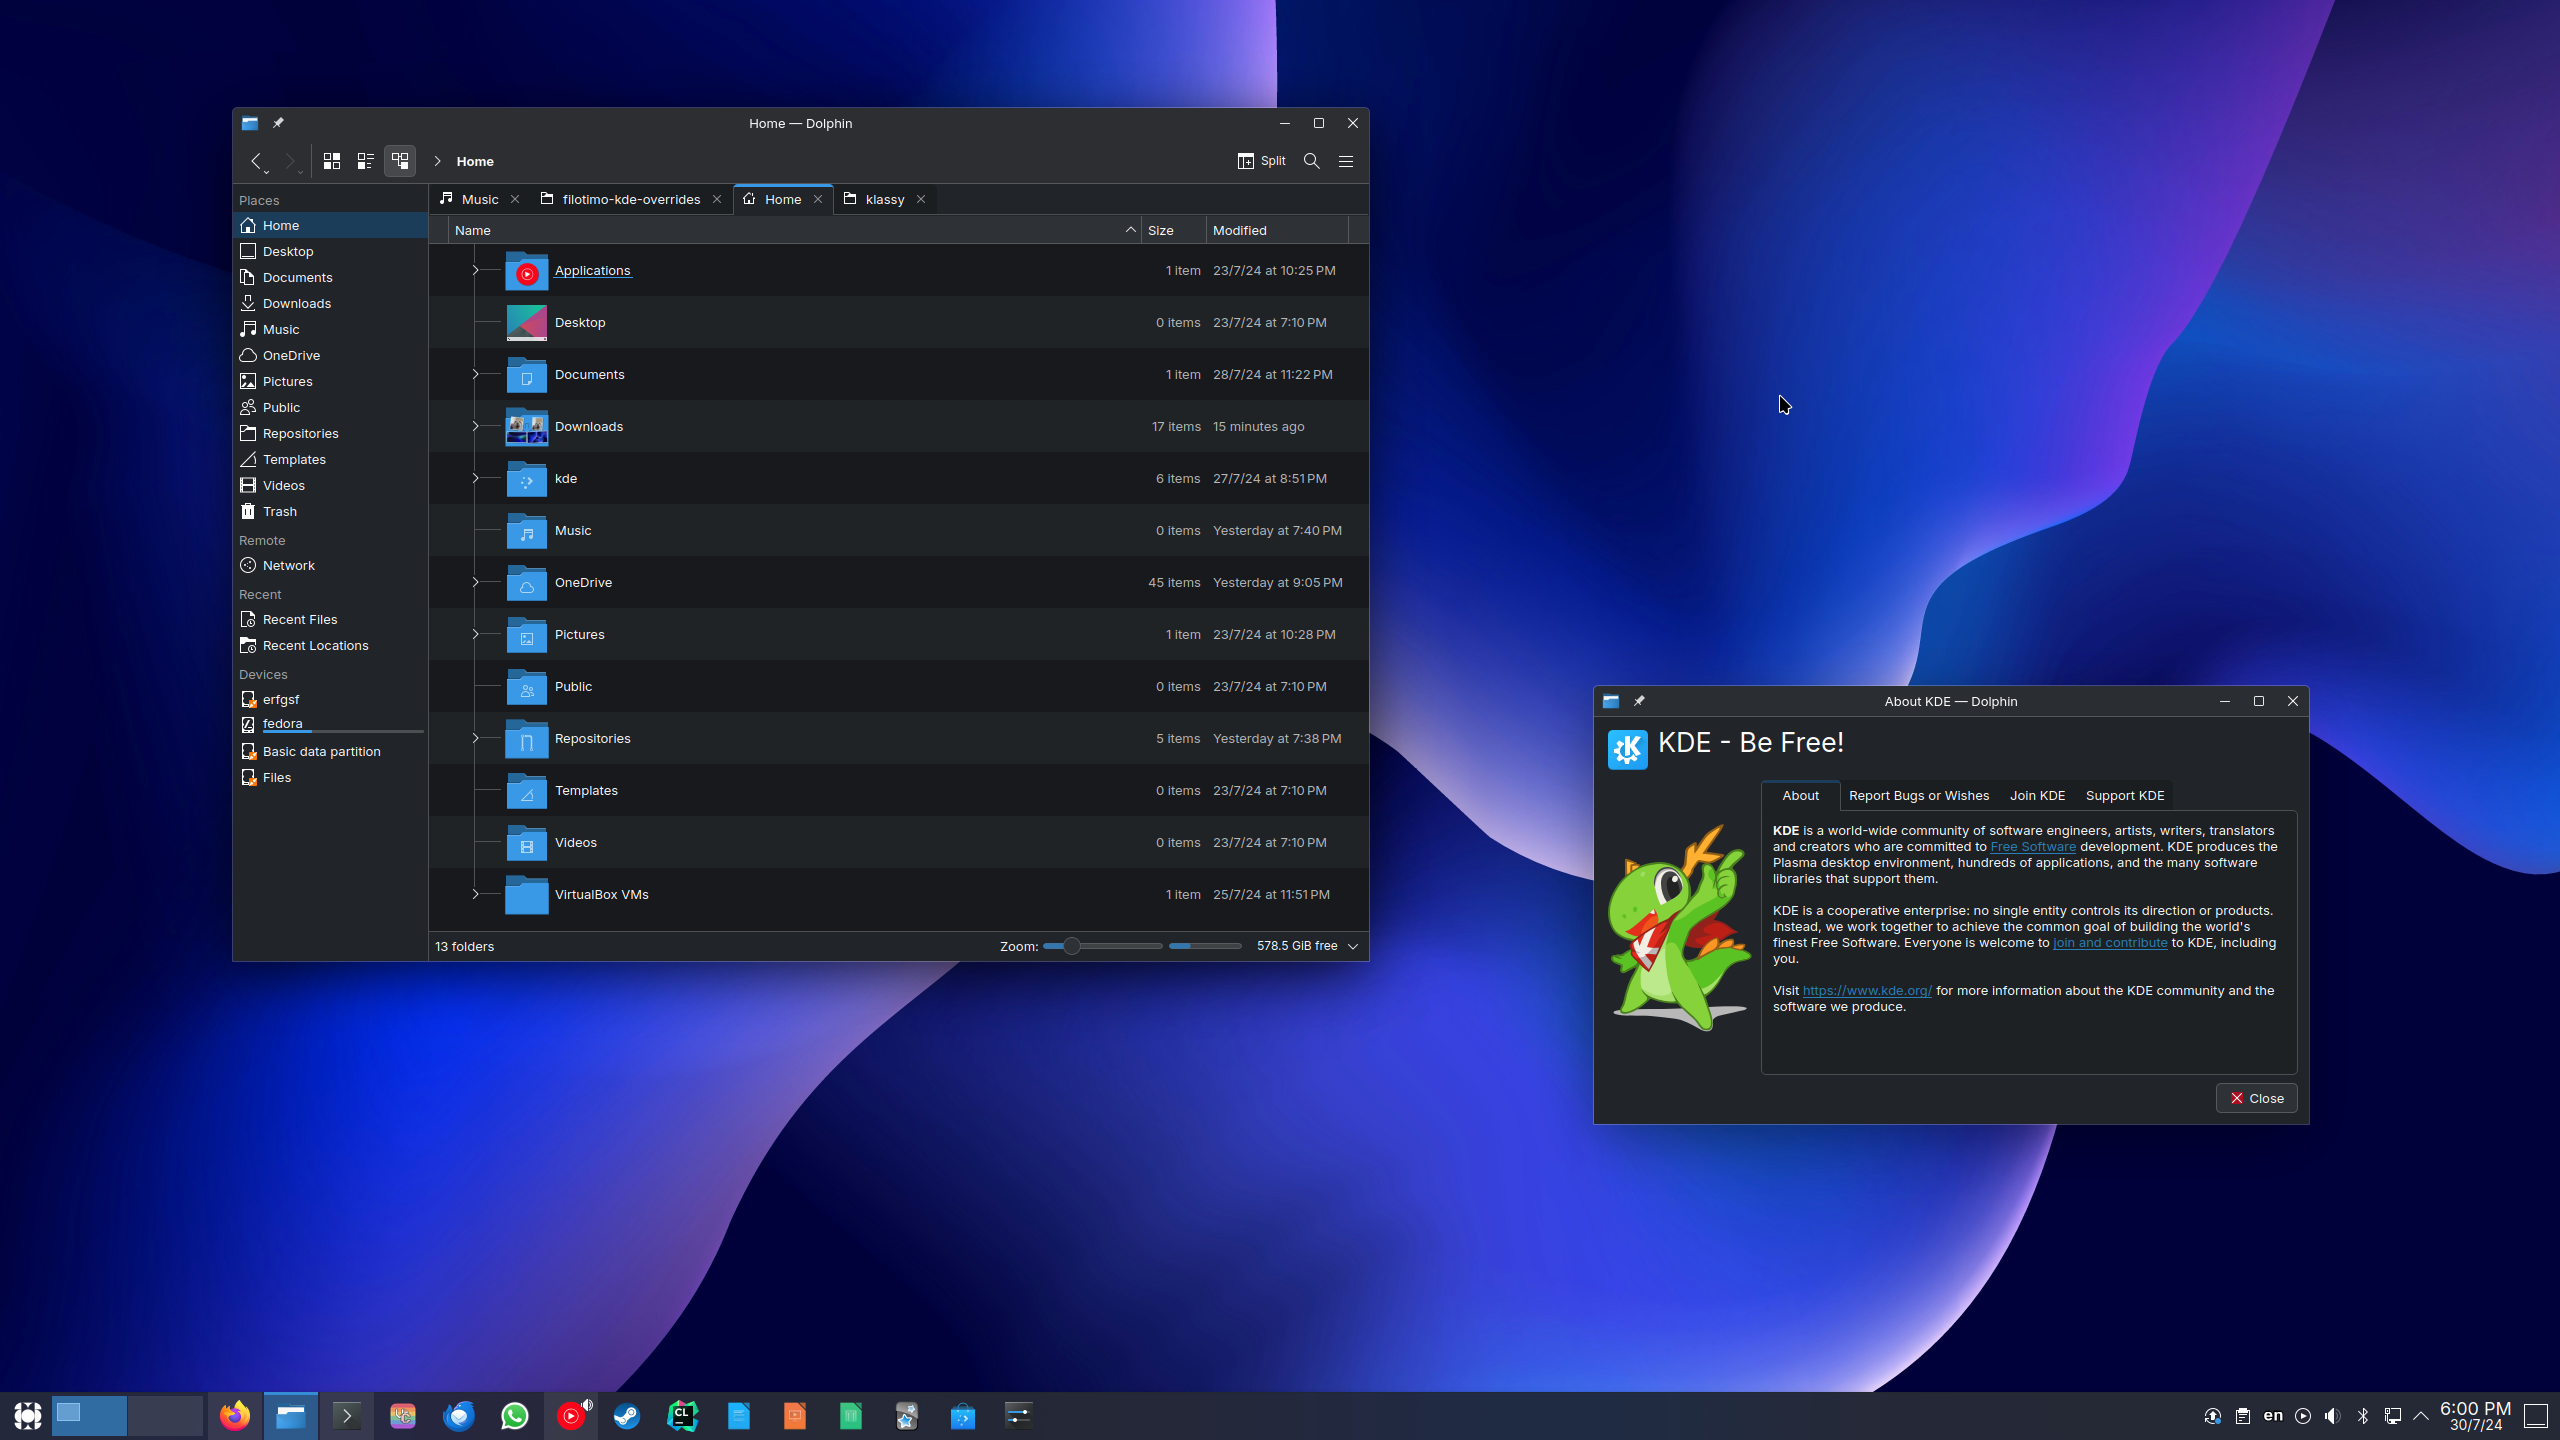 Home — Dolphin
Home
Split
Places
Home
Desktop
Documents
Downloads
Music
OneDrive
Pictures
Public
Repositories
Templates
Videos
Trash
Remote
Network
Recent
Recent Files
Recent Locations
Devices
erfgsf
fedora
Basic data partition
Files
Music
filotimo-kde-overrides
Home
klassy
Name Size Modified
Applications 1 item 23/7/24 at 10:25 PM
Desktop 0 items 23/7/24 at 7:10 PM
Documents 1 item 28/7/24 at 11:22 PM
Downloads 17 items 15 minutes ago
kde 6 items 27/7/24 at 8:51 PM
Music 0 items Yesterday at 7:40 PM
OneDrive 45 items Yesterday at 9:05 PM
Pictures 1 item 23/7/24 at 10:28 PM
Public 0 items 23/7/24 at 7:10 PM
Repositories 5 items Yesterday at 7:38 PM
Templates 0 items 23/7/24 at 7:10 PM
Videos 0 items 23/7/24 at 7:10 PM
VirtualBox VMs 1 item 25/7/24 at 11:51 PM
13 folders Zoom: 578.5 GiB free
About KDE — Dolphin
KDE - Be Free!
About Report Bugs or Wishes Join KDE Support KDE
KDE is a world-wide community of software engineers, artists, writers, translators
and creators who are committed to Free Software development. KDE produces the
Plasma desktop environment, hundreds of applications, and the many software
libraries that support them.
KDE is a cooperative enterprise: no single entity controls its direction or products.
Instead, we work together to achieve the common goal of building the world's
finest Free Software. Everyone is welcome to join and contribute to KDE, including
you.
Visit https://www.kde.org/ for more information about the KDE community and the
software we produce.
Close
CL
en
6:00 PM
30/7/24